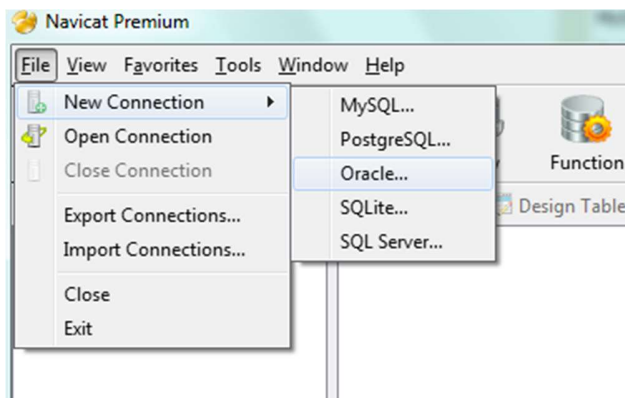 Navicat Premium
File View Favorites Tools Window Help
New Connection
Open Connection
Close Connection
Export Connections...
Import Connections...
Close
Exit
MySQL...
PostgreSQL...
Oracle...
SQLite...
SQL Server...
Function
Design Table